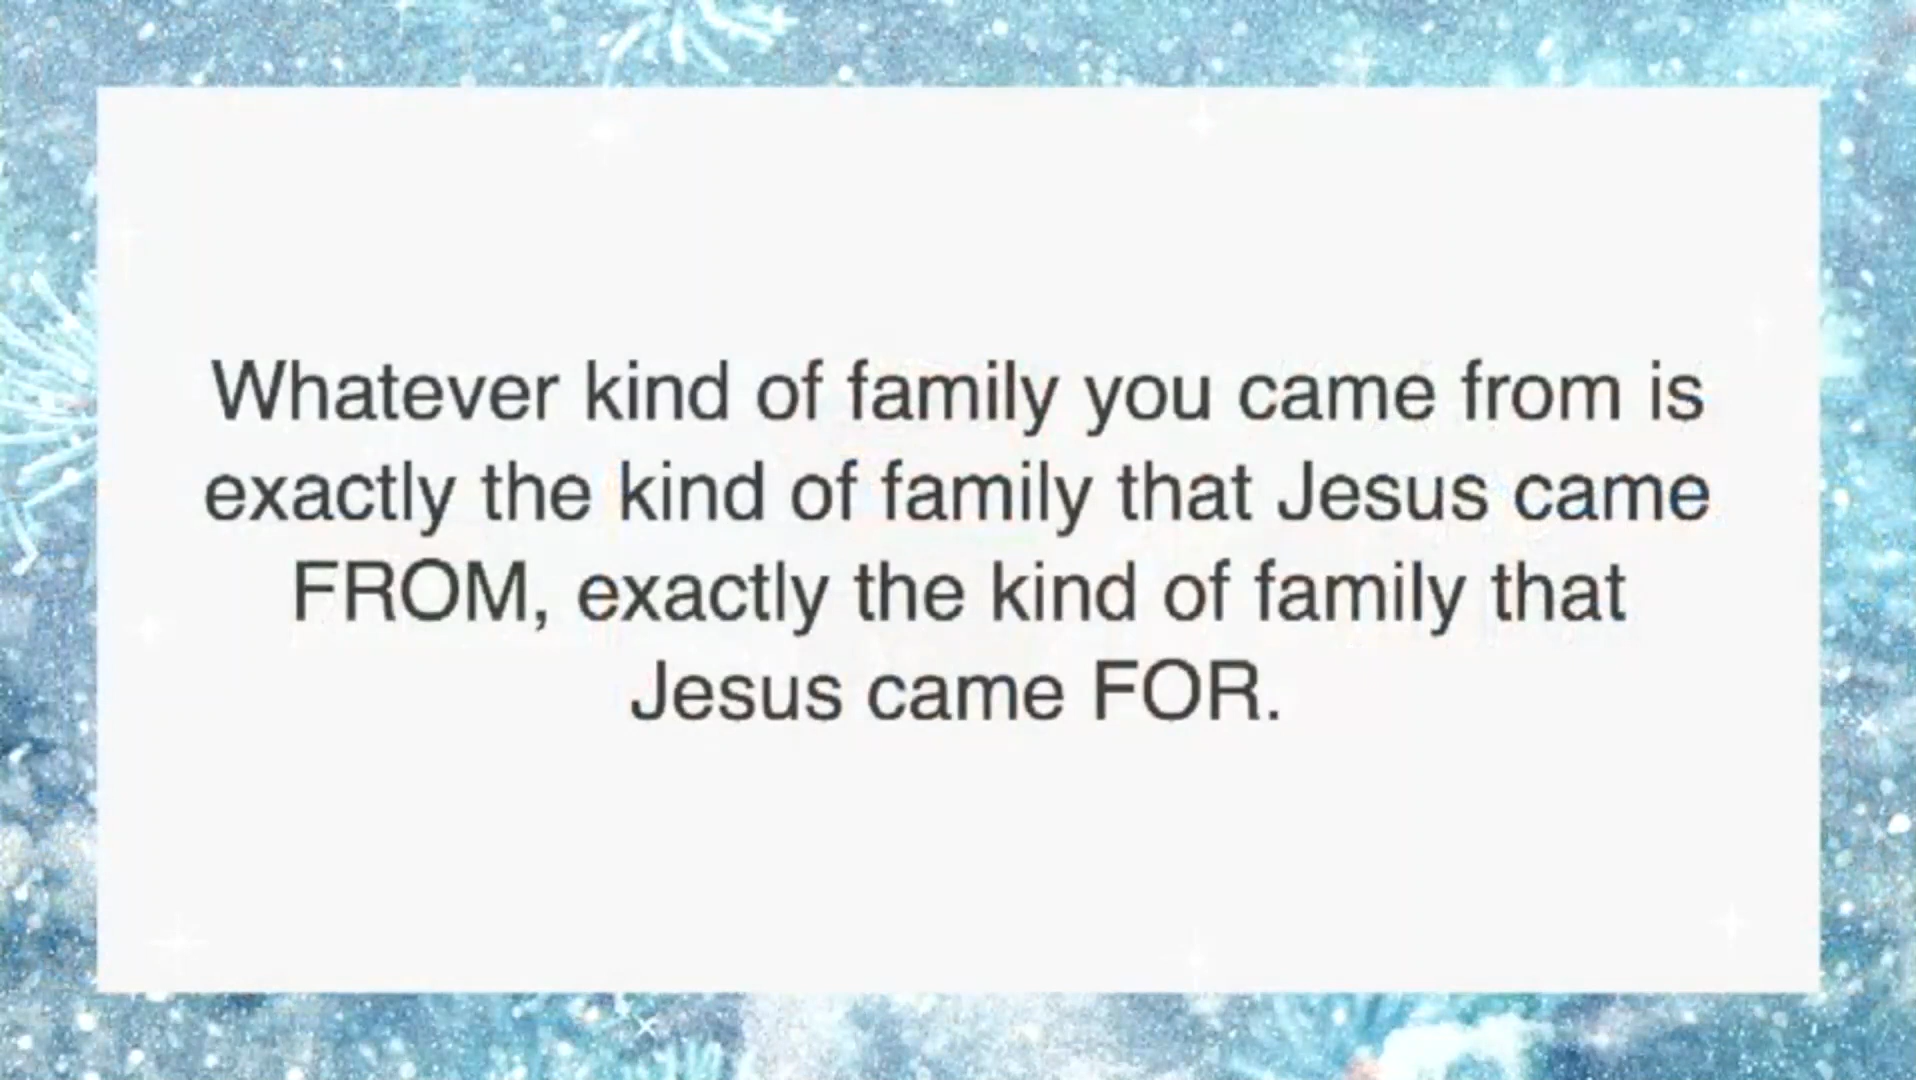 Whatever kind of family you came from is
exactly the kind of family that Jesus came
FROM, exactly the kind of family that
Jesus came FOR.